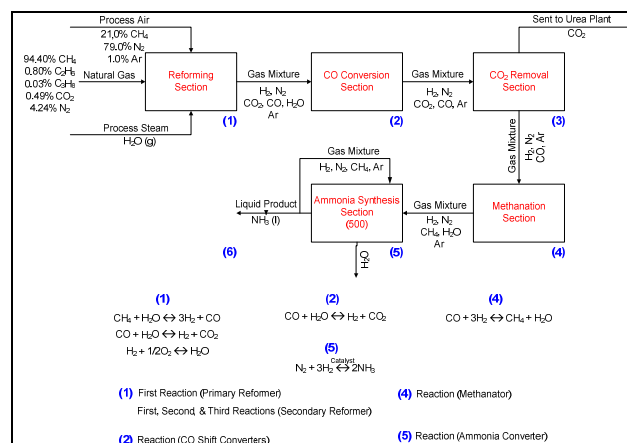 Process Air
21,0% CH₄
79.0% N₂
1.0% Ar
94.40% CH₄
0.80% C₂H₆
0.03% C₃H₈
0.49% CO₂
4.24% N₂
Natural Gas
Process Steam
H₂O (g)
Reforming
Section
(1)
Gas Mixture
H₂, N₂
CO₂, CO, H₂O
Ar
CO Conversion
Section
(2)
Gas Mixture
H₂, N₂
CO₂, CO, Ar
CO₂ Removal
Section
(3)
Sent to Urea Plant
CO₂
Gas Mixture
H₂, N₂
CO, Ar
Methanation
Section
(4)
Gas Mixture
H₂, N₂
CH₄, H₂O
Ar
Ammonia Synthesis
Section
(500)
(5)
Gas Mixture
H₂, N₂, CH₄, Ar
Liquid Product
NH₃ (l)
(6)
H₂O
(1)
CH₄ + H₂O ↔ 3H₂ + CO
CO + H₂O ↔ H₂ + CO₂
H₂ + 1/2O₂ ↔ H₂O
(2)
CO + H₂O ↔ H₂ + CO₂
(5)
Catalyst
N₂ + 3H₂ ↔ 2NH₃
(4)
CO + 3H₂ ↔ CH₄ + H₂O
(1) First Reaction (Primary Reformer)
First, Second, & Third Reactions (Secondary Reformer)
(2) Reaction (CO Shift Converters)
(4) Reaction (Methanator)
(5) Reaction (Ammonia Converter)